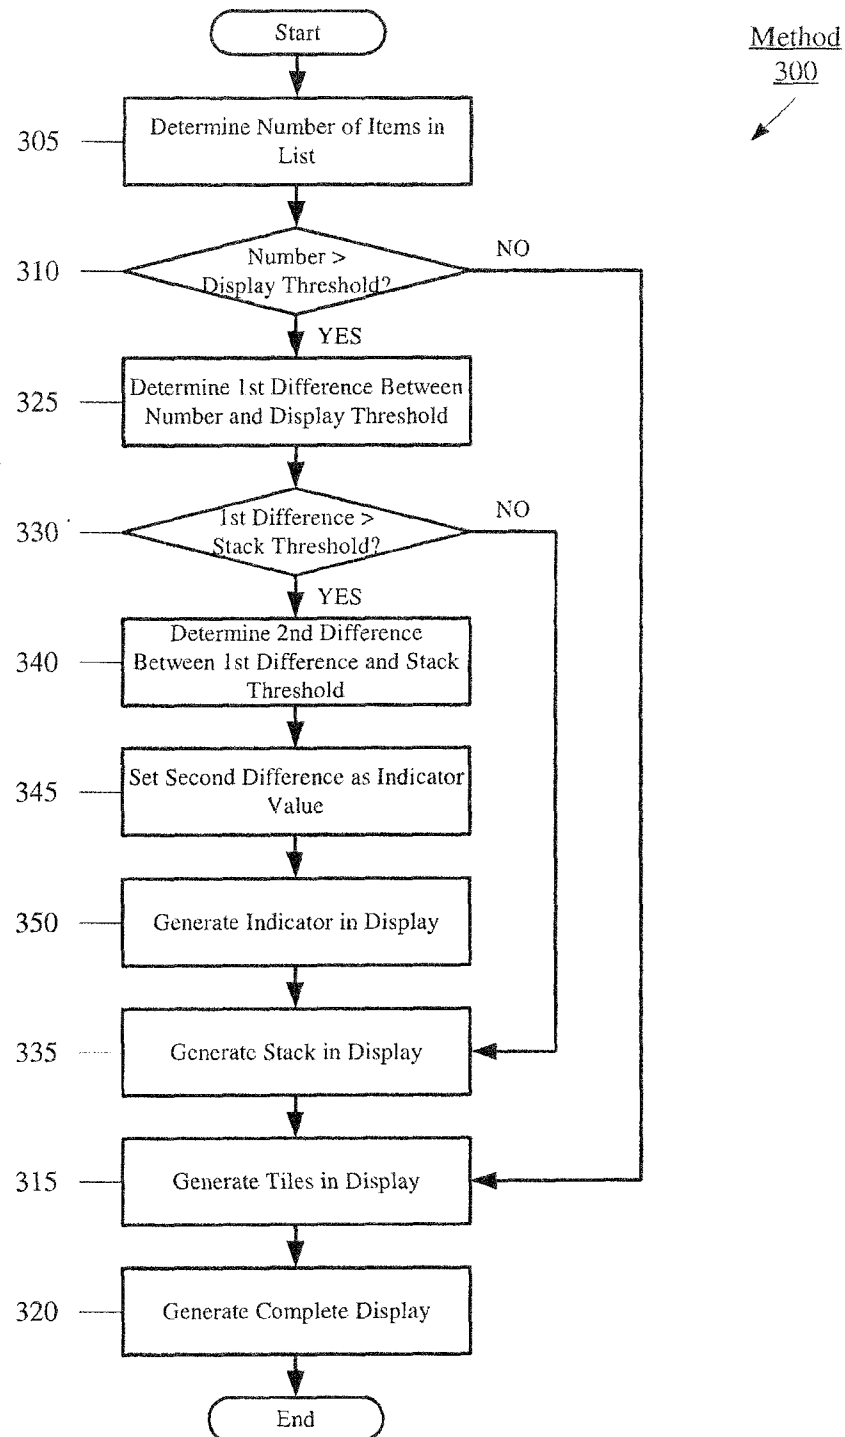 Start
Method
300
305
Determine Number of Items in
List
310
Number >
Display Threshold?
NO
YES
325
Determine 1st Difference Between
Number and Display Threshold
330
1st Difference >
Stack Threshold?
NO
YES
340
Determine 2nd Difference
Between 1st Difference and Stack
Threshold
345
Set Second Difference as Indicator
Value
350
Generate Indicator in Display
335
Generate Stack in Display
315
Generate Tiles in Display
320
Generate Complete Display
End